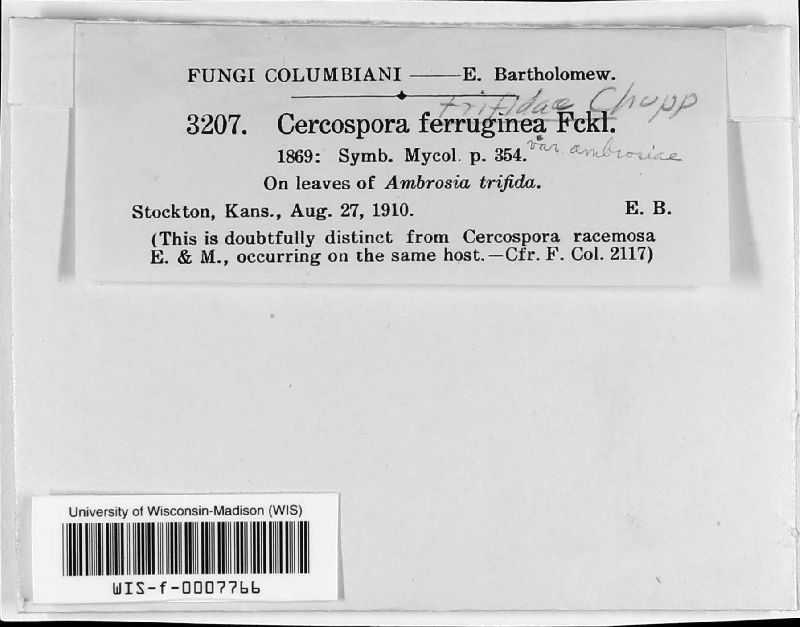 FUNGI COLUMBIANI —— E. Bartholomew.
trifidae Chupp
3207. Cercospora ferruginea Fckl.
var. ambrosiae
1869: Symb. Mycol. p. 354.
On leaves of Ambrosia trifida.
Stockton, Kans., Aug. 27, 1910. E. B.
(This is doubtfully distinct from Cercospora racemosa
E. & M., occurring on the same host.—Cfr. F. Col. 2117)
University of Wisconsin-Madison (WIS)
WIS-f-0007766